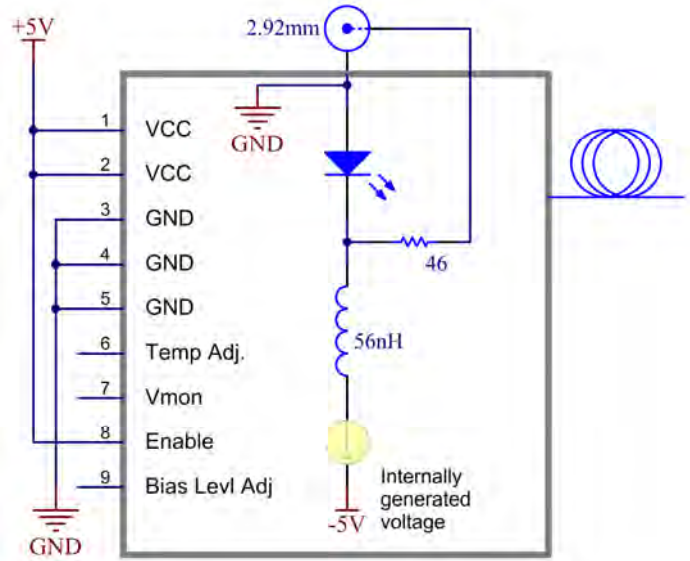 +5V
2.92mm
GND
1 VCC
2 VCC
3 GND
4 GND
5 GND
6 Temp Adj.
7 Vmon
8 Enable
9 Bias Levl Adj
46
56nH
Internally
generated
voltage
-5V
GND